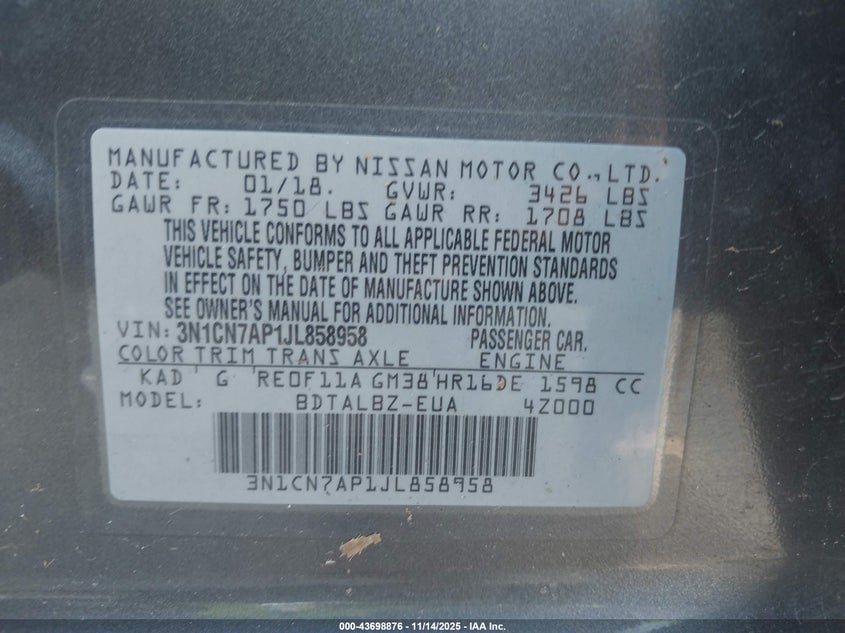 MANUFACTURED BY NISSAN MOTOR CO.,LTD.
DATE: 01/18. GVWR: 3426 LBS
GAWR FR: 1750 LBS GAWR RR: 1708 LBS
THIS VEHICLE CONFORMS TO ALL APPLICABLE FEDERAL MOTOR
VEHICLE SAFETY, BUMPER AND THEFT PREVENTION STANDARDS
IN EFFECT ON THE DATE OF MANUFACTURE SHOWN ABOVE.
SEE OWNER'S MANUAL FOR ADDITIONAL INFORMATION.
VIN: 3N1CN7AP1JL858958 PASSENGER CAR.
COLOR TRIM TRANS AXLE ENGINE
KAD G RE0F11A GM38 HR16DE 1598 CC
MODEL: BDTALBZ-EUA 4Z000
3N1CN7AP1JL858958
000-43698876 | 11/14/2025 - IAA Inc.